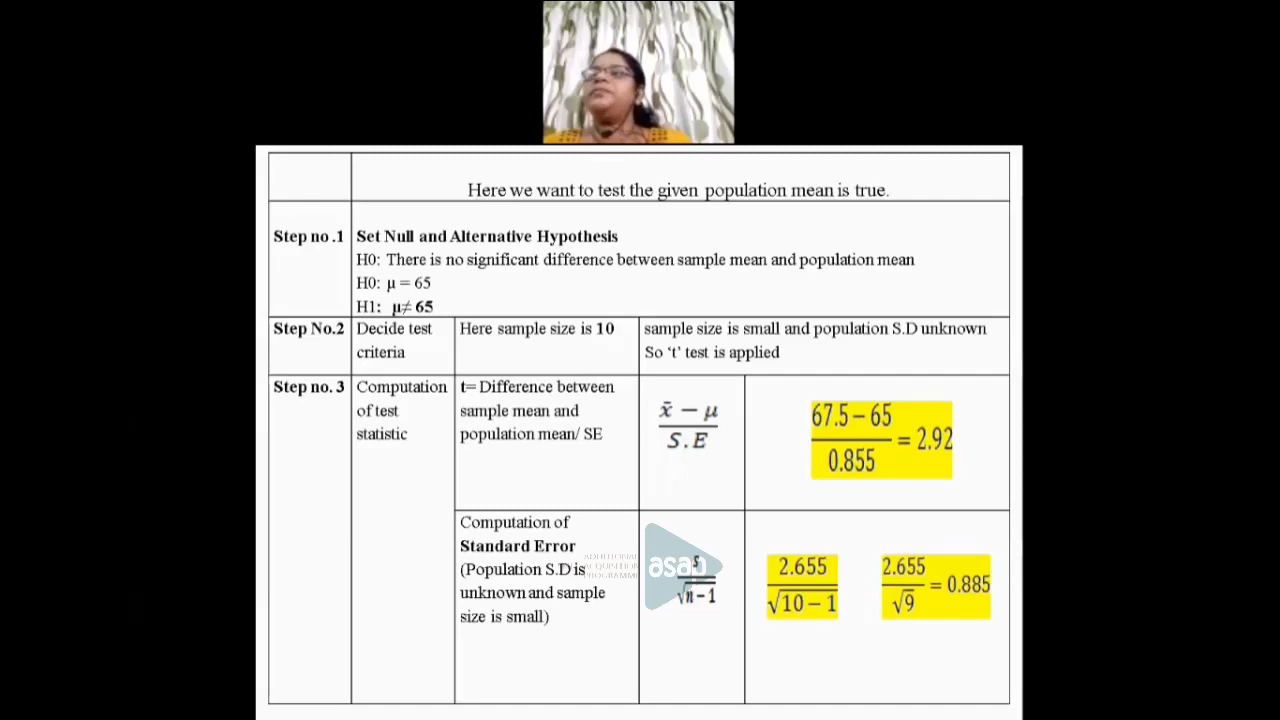 Here we want to test the given population mean is true.
Step no .1
Set Null and Alternative Hypothesis
H0: There is no significant difference between sample mean and population mean
H0: μ = 65
H1: μ≠ 65
Step No.2
Decide test
criteria
Here sample size is 10
sample size is small and population S.D unknown
So ‘t’ test is applied
Step no. 3
Computation
of test
statistic
t= Difference between
sample mean and
population mean/ SE
x̄ − μ
S.E
67.5 − 65
0.855
= 2.92
Computation of
Standard Error
(Population S.D is
unknown and sample
size is small)
ADDITIONAL
ACQUISITION
PROGRAMME
asap
s
√n−1
2.655
√10 − 1
2.655
√9
= 0.885